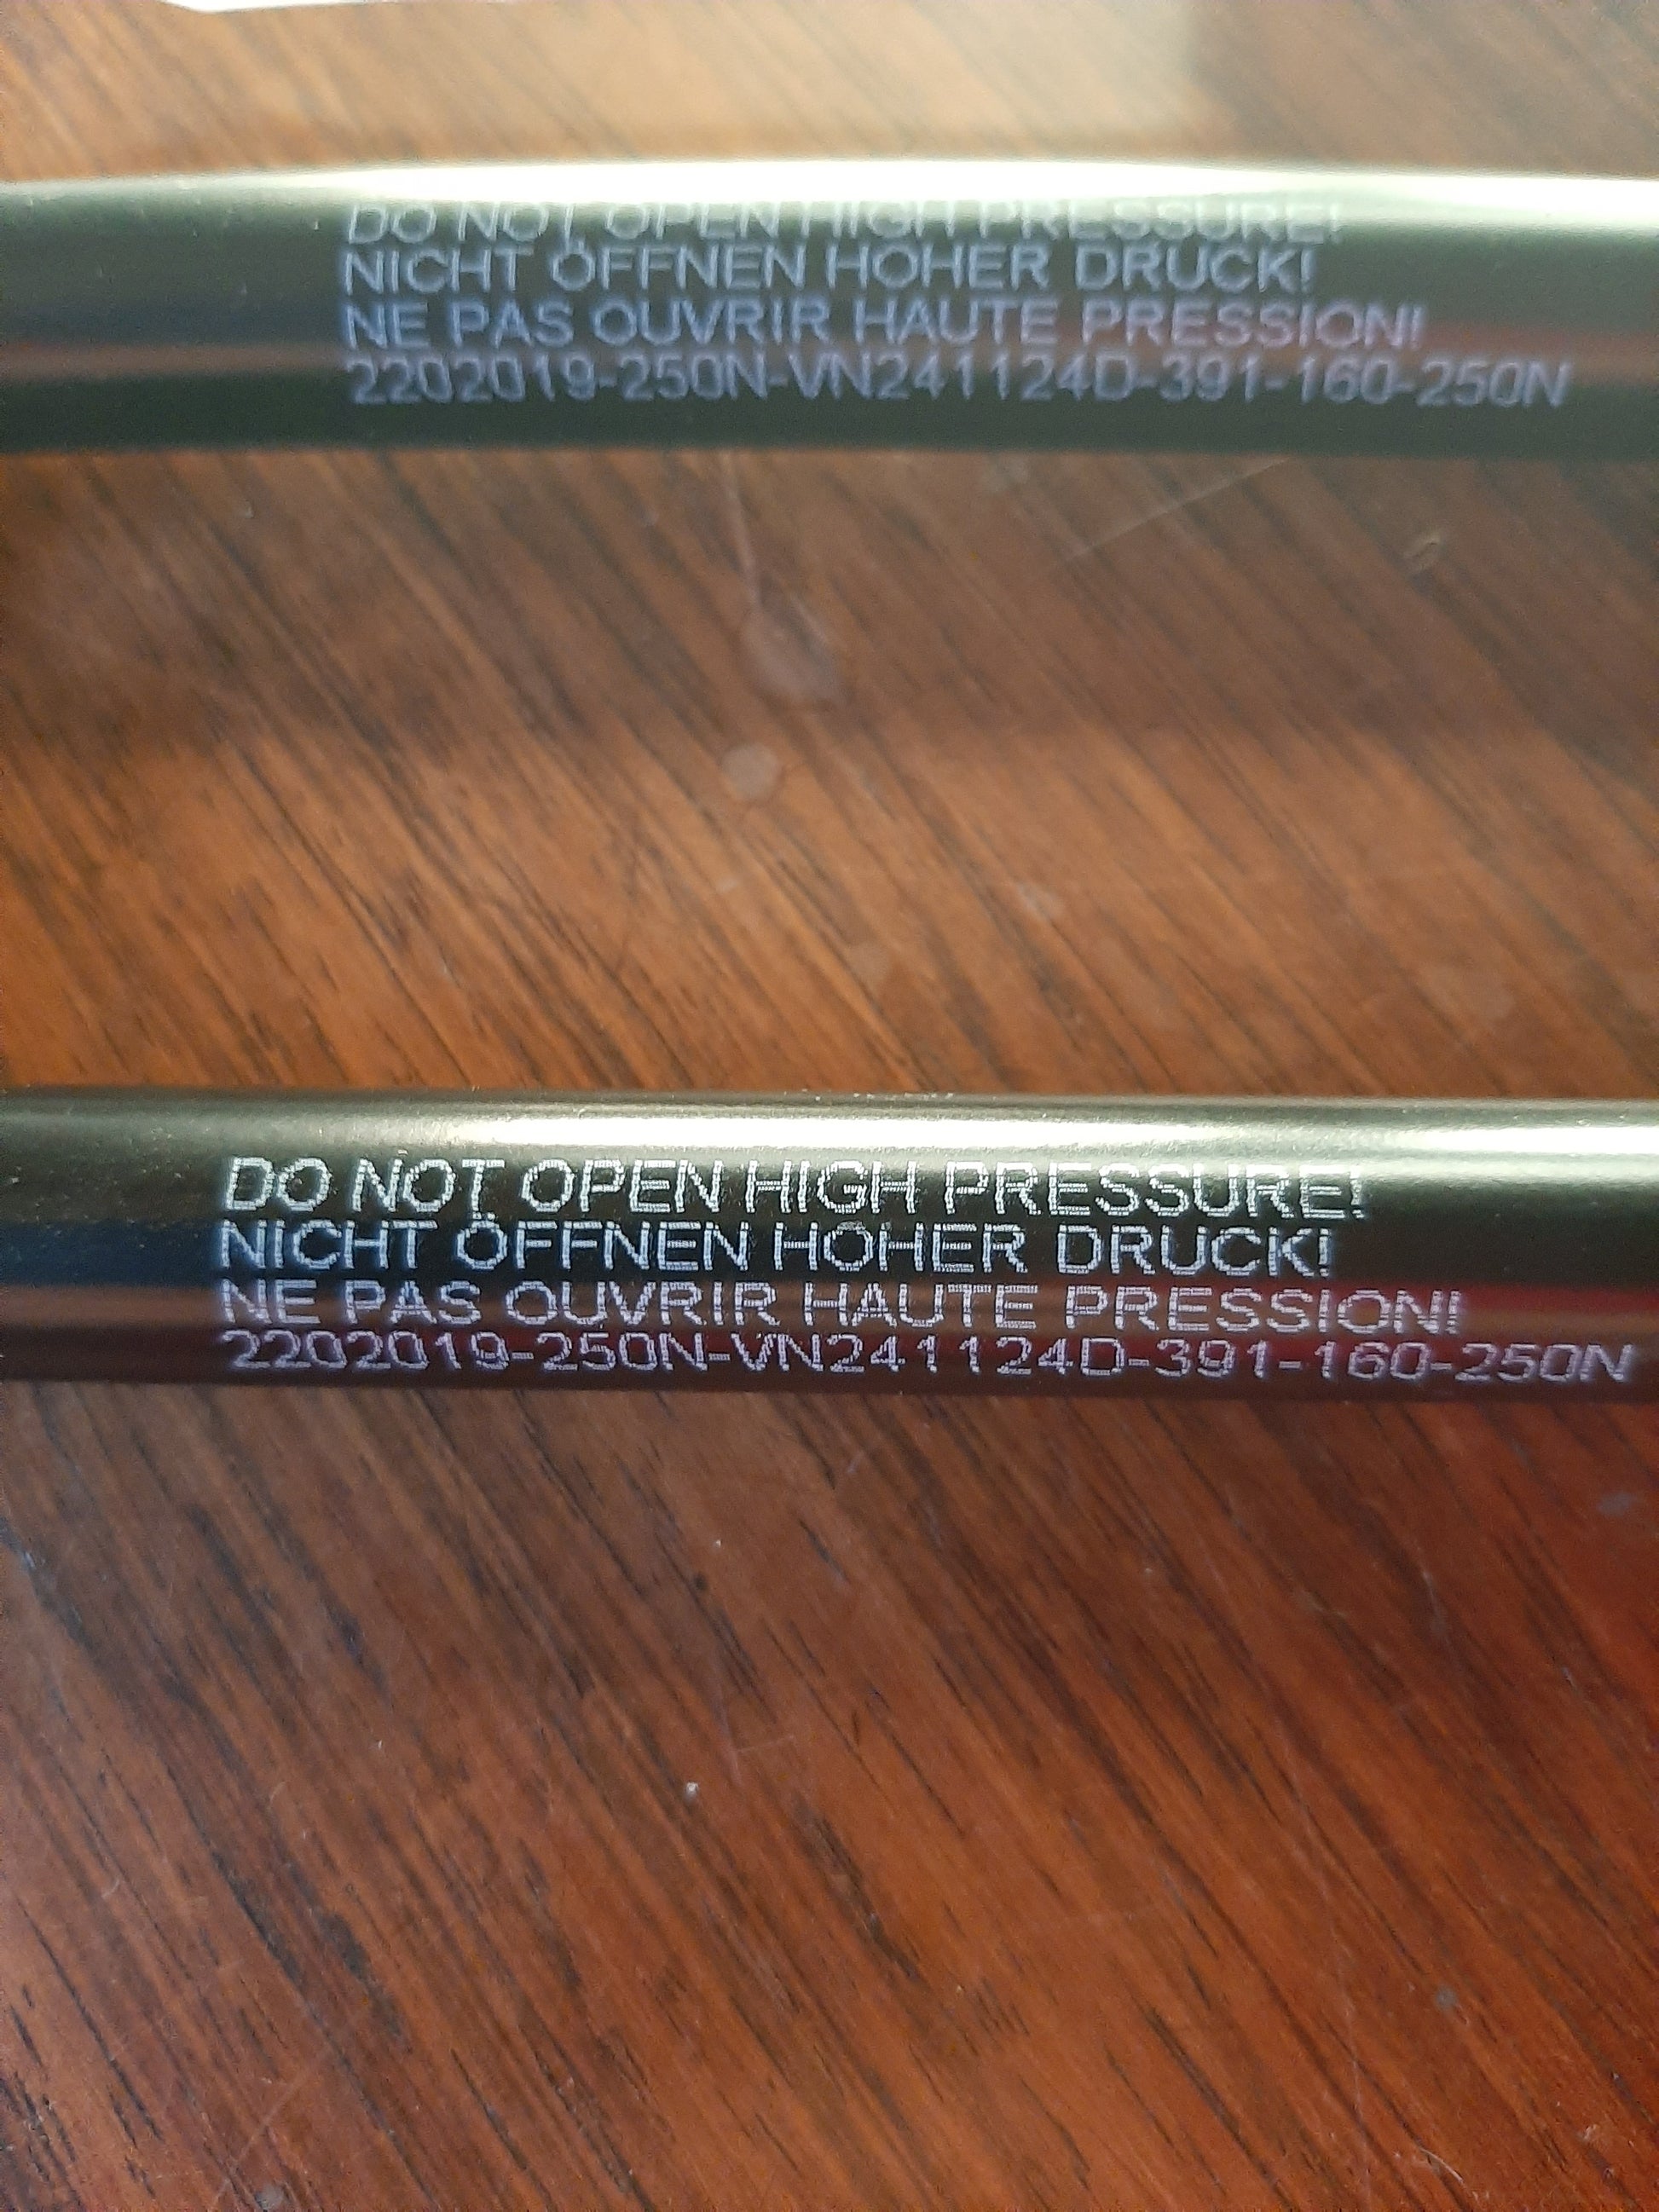 DO NOT OPEN HIGH PRESSURE!
NICHT ÖFFNEN HOHER DRUCK!
NE PAS OUVRIR HAUTE PRESSION!
2202019-250N-VN241124D-391-160-250N
DO NOT OPEN HIGH PRESSURE!
NICHT ÖFFNEN HOHER DRUCK!
NE PAS OUVRIR HAUTE PRESSION!
2202019-250N-VN241124D-391-160-250N